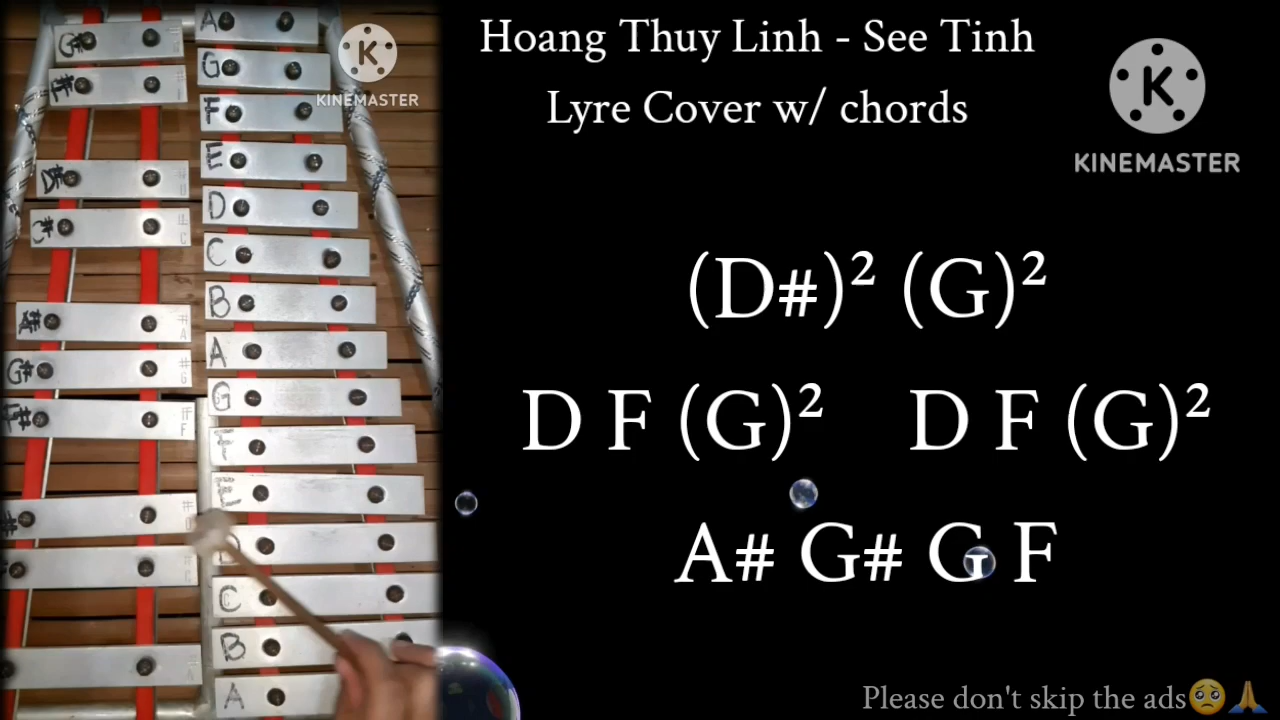 Hoang Thuy Linh - See Tinh
Lyre Cover w/ chords
KINEMASTER
KINEMASTER
(D#)² (G)²
D F (G)² D F (G)²
A# G# G F
Please don't skip the ads🥺🙏
G#
A
G
F#
F
E
D#
D
C#
C
B
A#
A
G#
G
F#
F
E
D
C
B
A